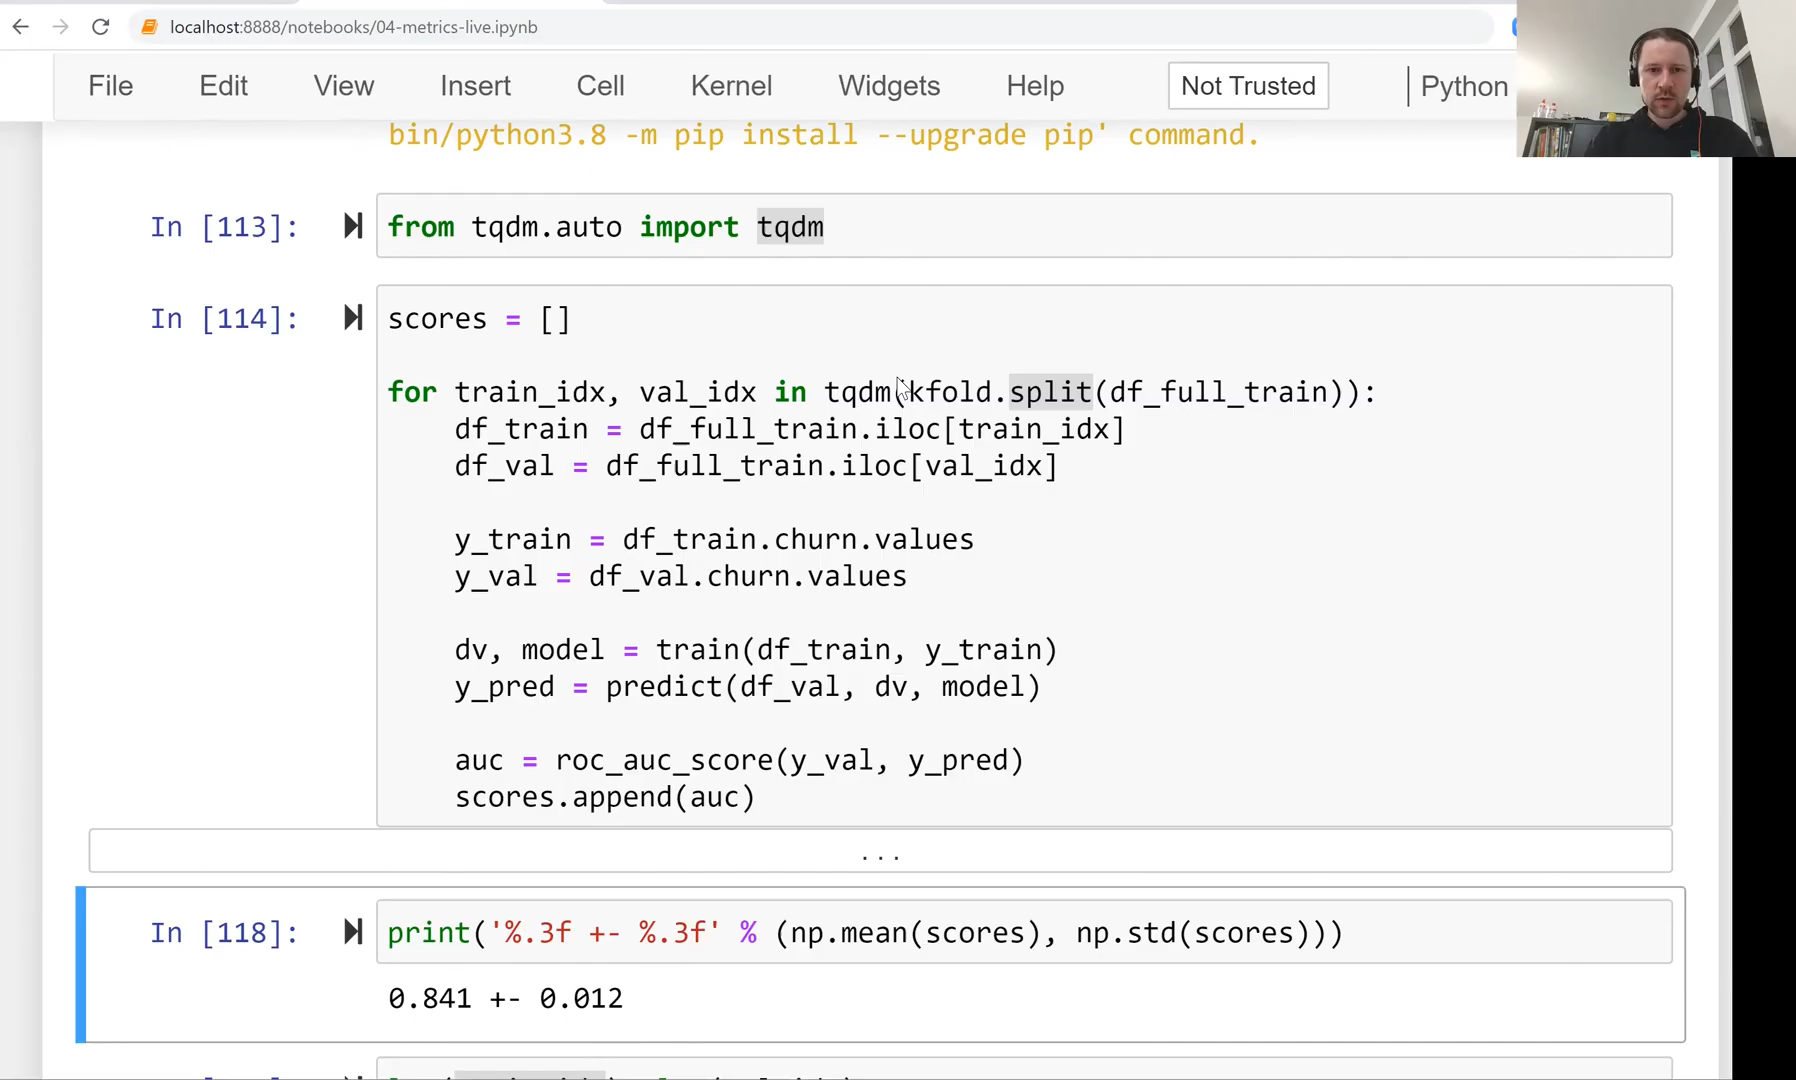 localhost:8888/notebooks/04-metrics-live.ipynb
File Edit View Insert Cell Kernel Widgets Help Not Trusted Python
bin/python3.8 -m pip install --upgrade pip' command.
In [113]: from tqdm.auto import tqdm
In [114]: scores = []
for train_idx, val_idx in tqdm(kfold.split(df_full_train)):
    df_train = df_full_train.iloc[train_idx]
    df_val = df_full_train.iloc[val_idx]
    y_train = df_train.churn.values
    y_val = df_val.churn.values
    dv, model = train(df_train, y_train)
    y_pred = predict(df_val, dv, model)
    auc = roc_auc_score(y_val, y_pred)
    scores.append(auc)
...
In [118]: print('%.3f +- %.3f' % (np.mean(scores), np.std(scores)))
0.841 +- 0.012